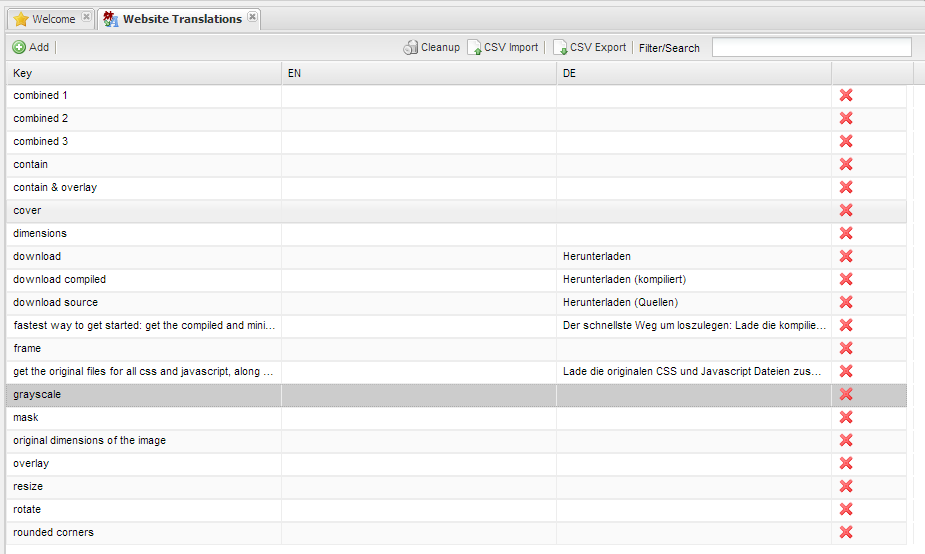 Welcome Website Translations
Add Cleanup CSV Import CSV Export Filter/Search
Key EN DE
combined 1
combined 2
combined 3
contain
contain & overlay
cover
dimensions
download Herunterladen
download compiled Herunterladen (kompiliert)
download source Herunterladen (Quellen)
fastest way to get started: get the compiled and mini... Der schnellste Weg um loszulegen: Lade die kompilie...
frame
get the original files for all css and javascript, along ... Lade die originalen CSS und Javascript Dateien zus...
grayscale
mask
original dimensions of the image
overlay
resize
rotate
rounded corners